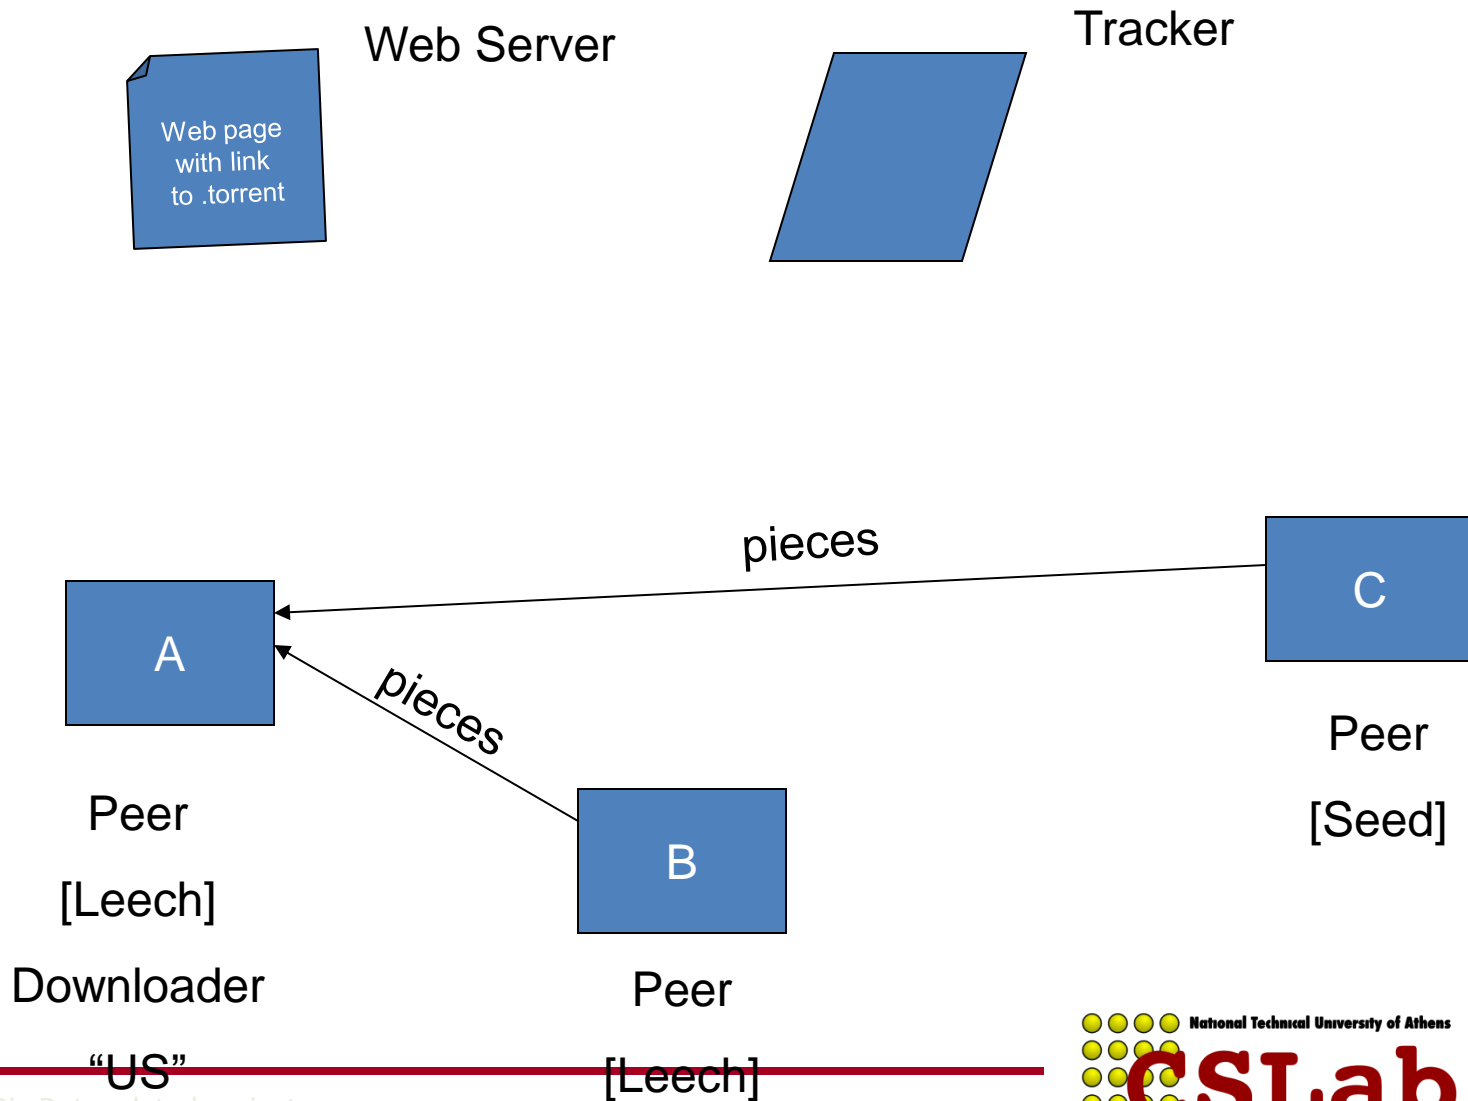 Web Server
Tracker
Web page
with link
to .torrent
pieces
C
A
pieces
Peer
[Seed]
B
Peer
[Leech]
Downloader
“US”
Peer
[Leech]
National Technical University of Athens
CSLab